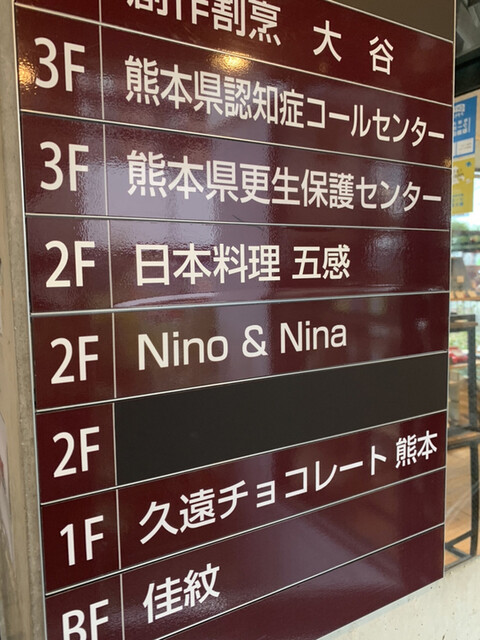 創作割烹 大谷
3F 熊本県認知症コールセンター
3F 熊本県更生保護センター
2F 日本料理 五感
2F Nino & Nina
2F
1F 久遠チョコレート 熊本
BF 佳紋